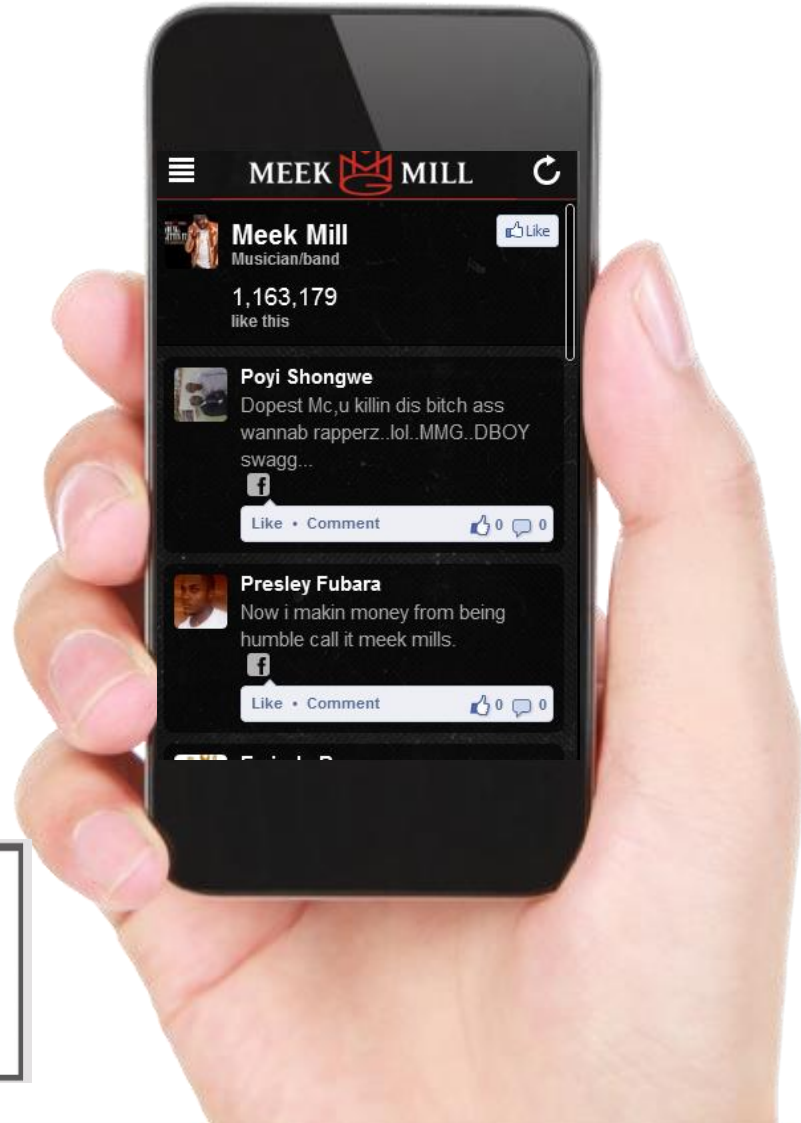 MEEK MMG MILL
Meek Mill
Like
Musician/band
1,163,179
like this
Poyi Shongwe
Dopest Mc,u killin dis bitch ass
wannab rapperz..lol..MMG..DBOY
swagg...
f
Like • Comment 0 0
Presley Fubara
Now i makin money from being
humble call it meek mills.
f
Like • Comment 0 0